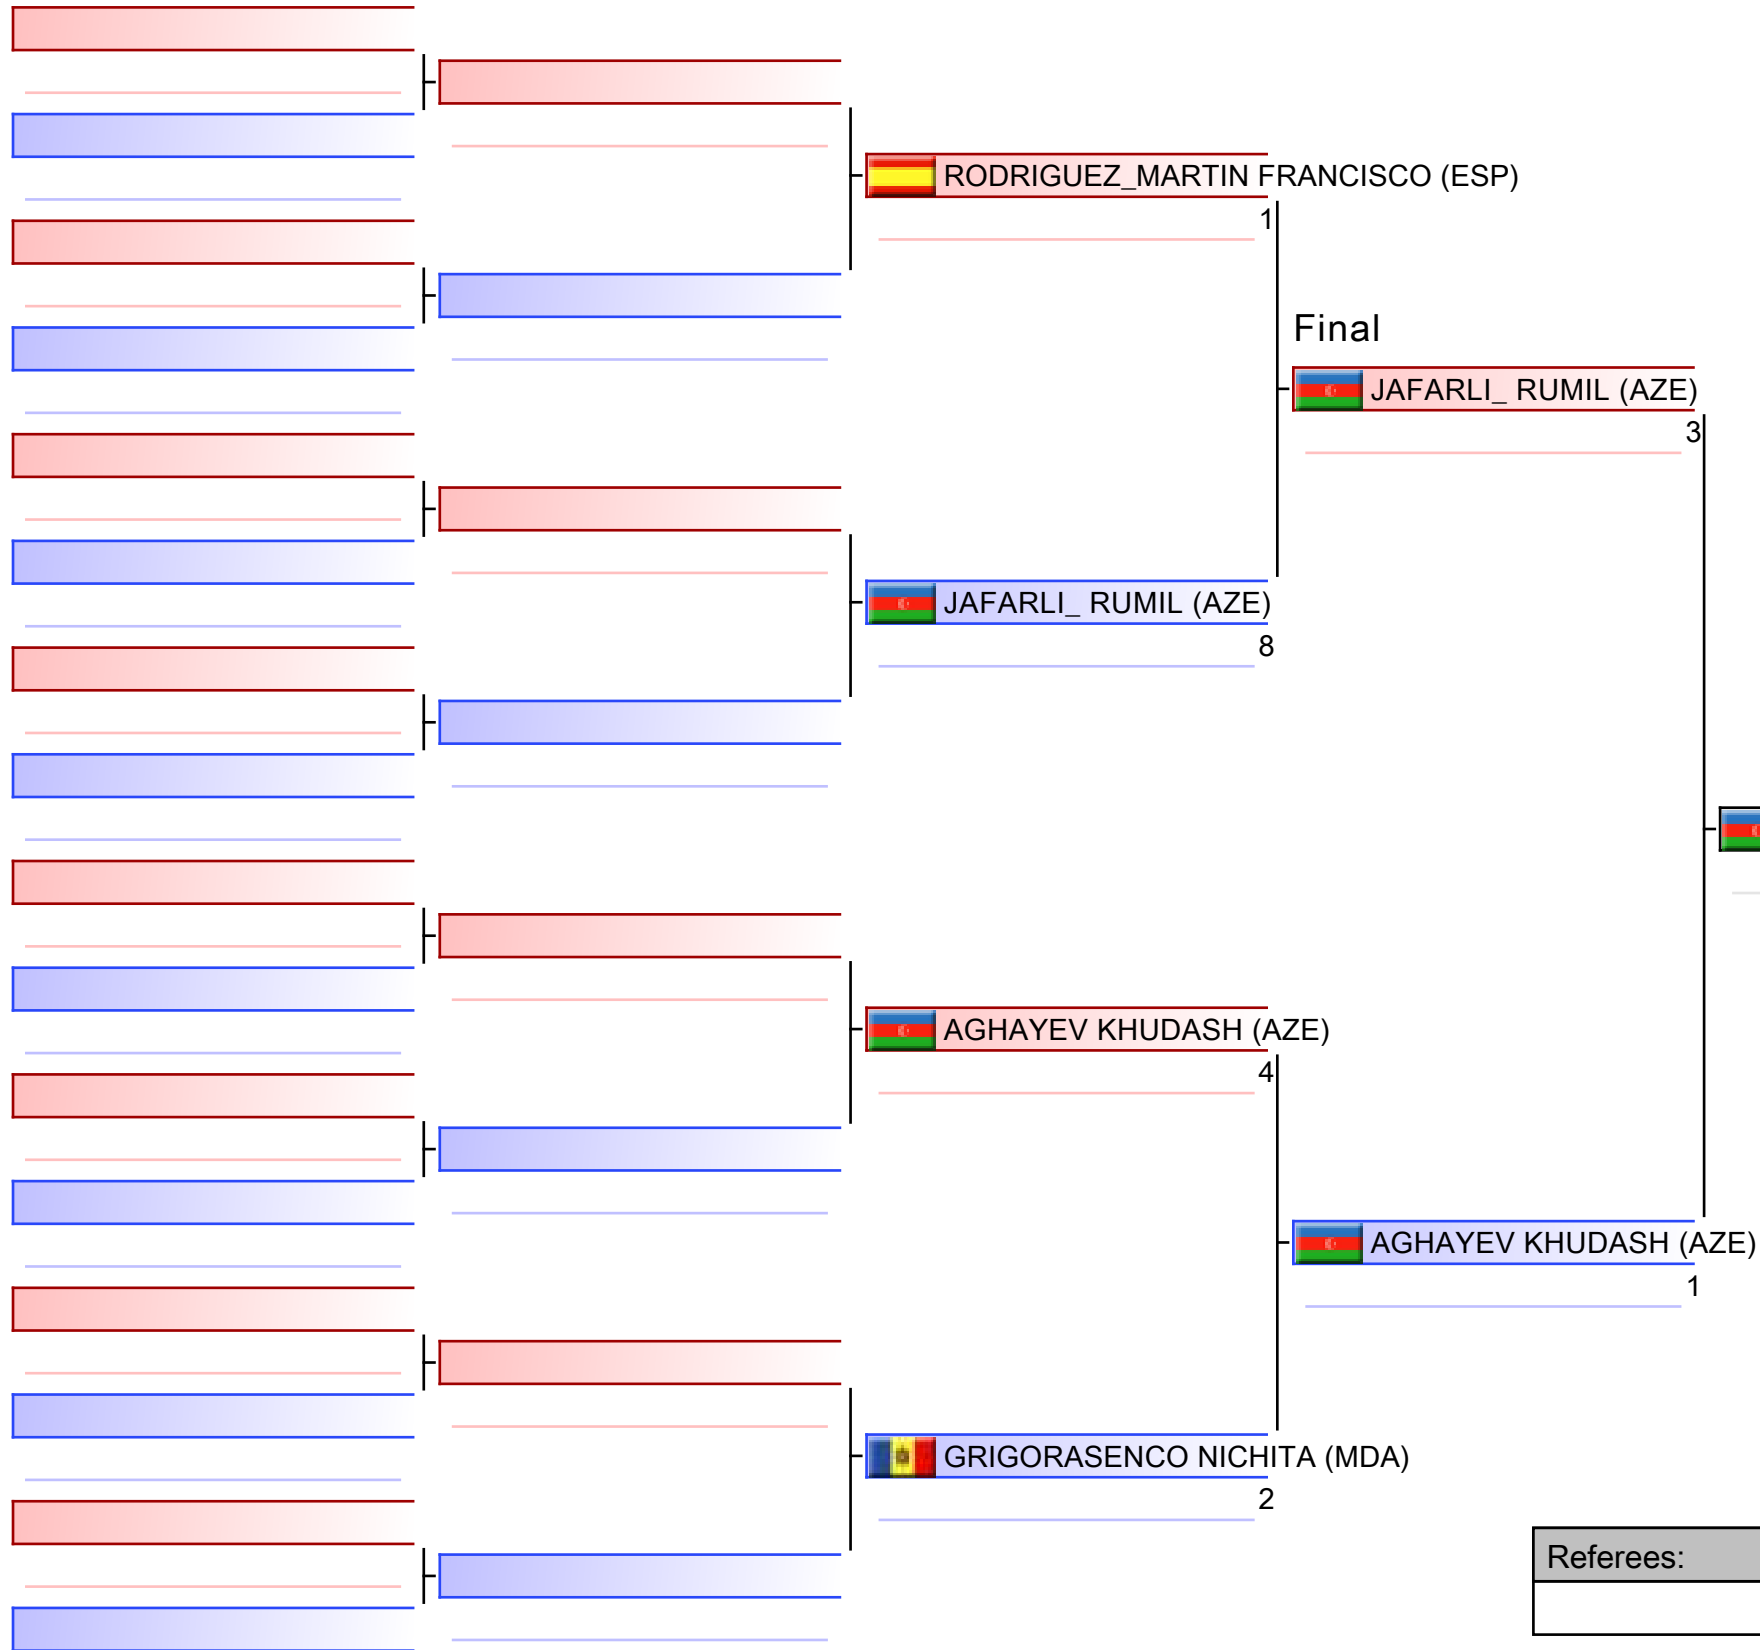 RODRIGUEZ_MARTIN FRANCISCO (ESP)
1
Final
JAFARLI_ RUMIL (AZE)
3
JAFARLI_ RUMIL (AZE)
8
AGHAYEV KHUDASH (AZE)
4
AGHAYEV KHUDASH (AZE)
1
GRIGORASENCO NICHITA (MDA)
2
Referees: